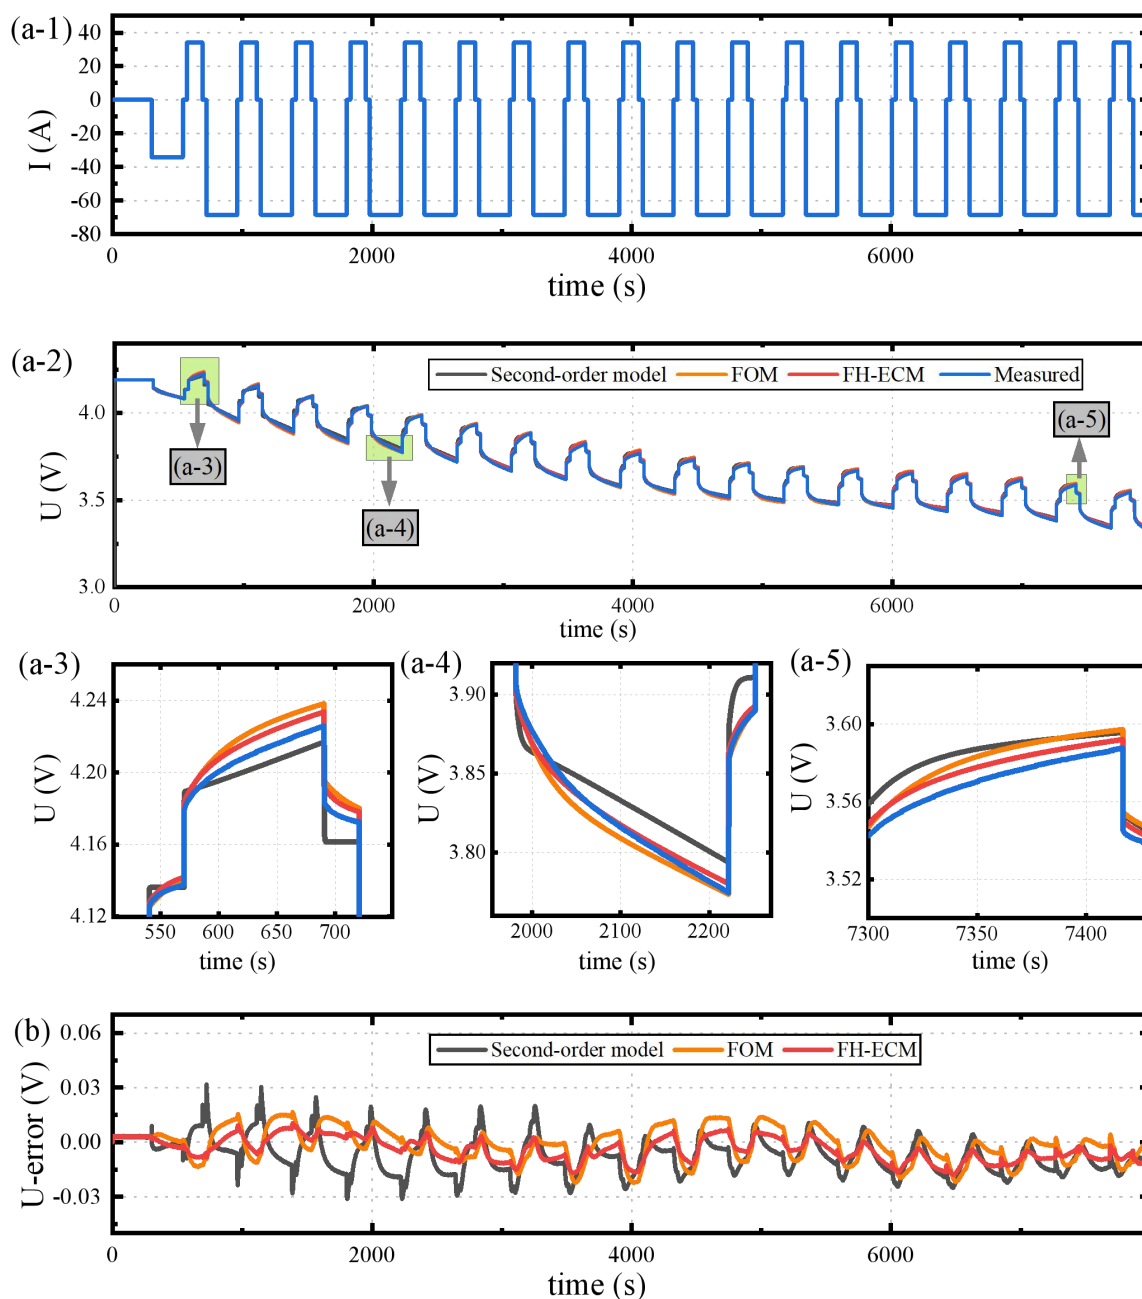 (a-1)
I (A)
40
20
0
-20
-40
-60
-80
0 2000 4000 6000
time (s)
(a-2)
U (V)
4.0
3.5
3.0
Second-order model FOM FH-ECM Measured
(a-3)
(a-4)
(a-5)
0 2000 4000 6000
time (s)
(a-3)
U (V)
4.24
4.20
4.16
4.12
550 600 650 700
time (s)
(a-4)
U (V)
3.90
3.85
3.80
2000 2100 2200
time (s)
(a-5)
U (V)
3.60
3.56
3.52
7300 7350 7400
time (s)
(b)
U-error (V)
0.06
0.03
0.00
-0.03
Second-order model FOM FH-ECM
0 2000 4000 6000
time (s)